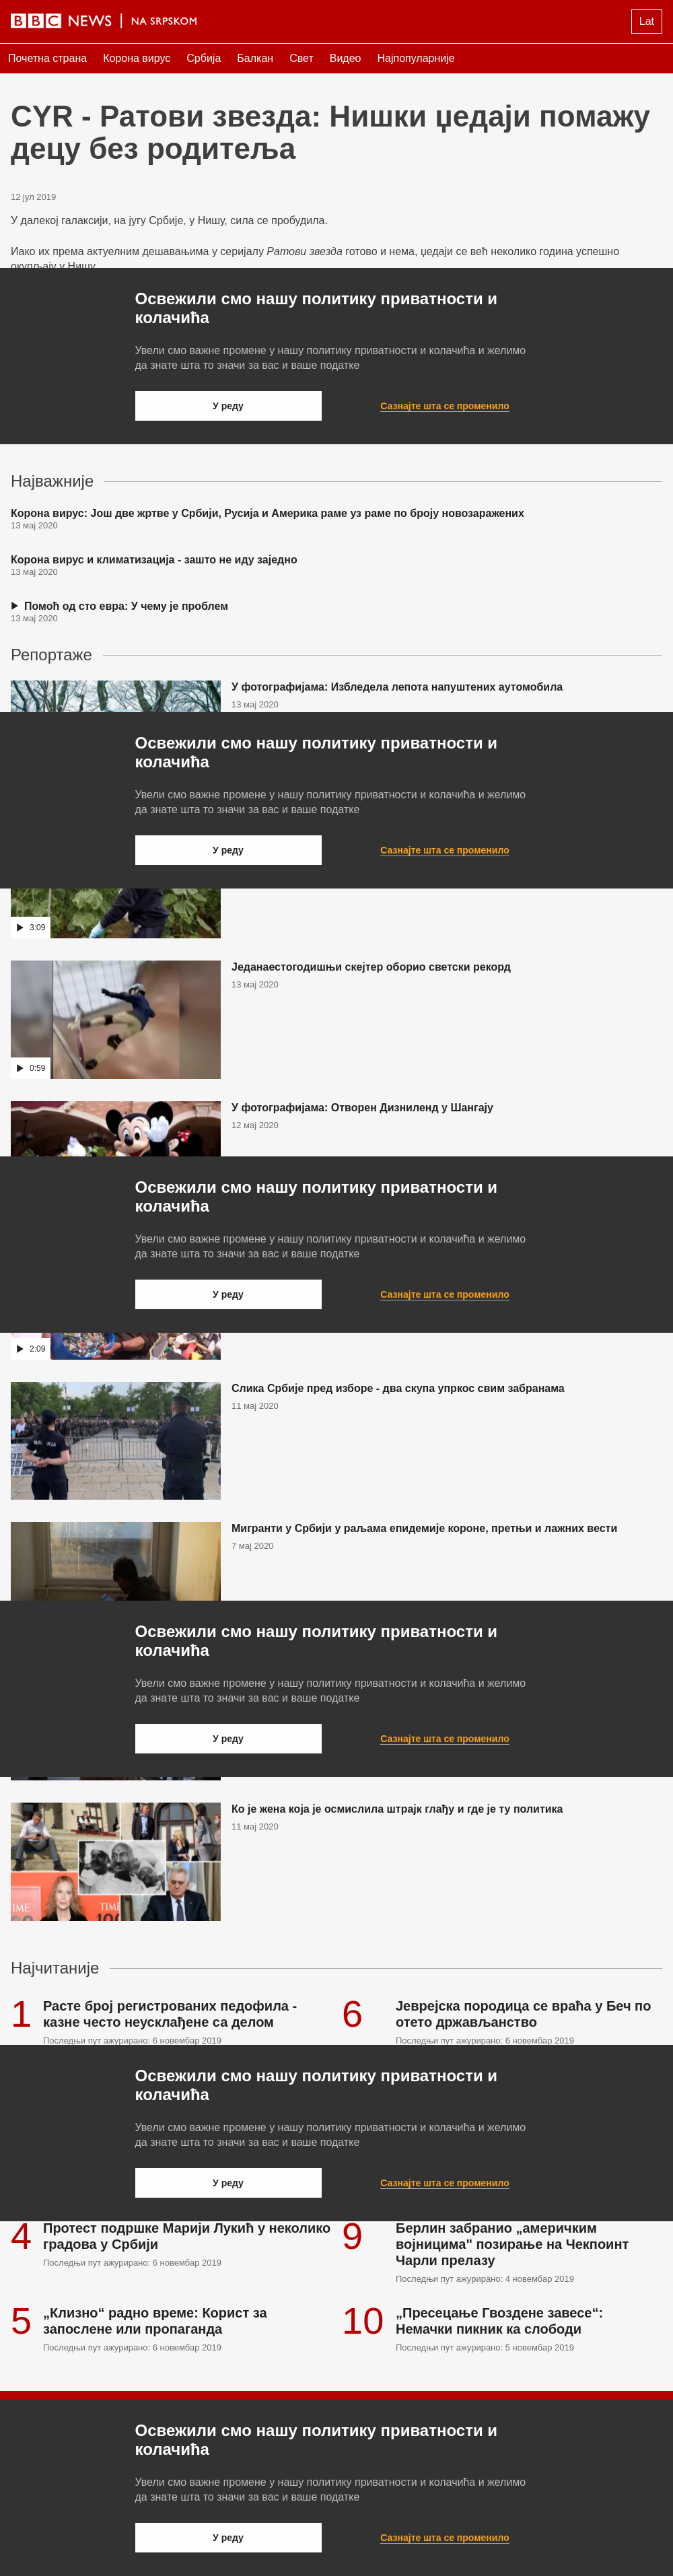 BBC NEWS | НА СРПСКОМ
Lat
Почетна страна Корона вирус Србија Балкан Свет Видео Најпопуларније
CYR - Ратови звезда: Нишки џедаји помажу
децу без родитеља
12 јул 2019
У далекој галаксији, на југу Србије, у Нишу, сила се пробудила.
Иако их према актуелним дешавањима у серијалу Ратови звезда готово и нема, џедаји се већ неколико година успешно
окупљају у Нишу
Освежили смо нашу политику приватности и
колачића
Увели смо важне промене у нашу политику приватности и колачића и желимо
да знате шта то значи за вас и ваше податке
У реду
Сазнајте шта се променило
Најважније
Корона вирус: Још две жртве у Србији, Русија и Америка раме уз раме по броју новозаражених
13 мај 2020
Корона вирус и климатизација - зашто не иду заједно
13 мај 2020
Помоћ од сто евра: У чему је проблем
13 мај 2020
Репортаже
У фотографијама: Избледела лепота напуштених аутомобила
13 мај 2020
Освежили смо нашу политику приватности и
колачића
Увели смо важне промене у нашу политику приватности и колачића и желимо
да знате шта то значи за вас и ваше податке
У реду
Сазнајте шта се променило
3:09
Једанаестогодишњи скејтер оборио светски рекорд
13 мај 2020
0:59
У фотографијама: Отворен Дизниленд у Шангају
12 мај 2020
Освежили смо нашу политику приватности и
колачића
Увели смо важне промене у нашу политику приватности и колачића и желимо
да знате шта то значи за вас и ваше податке
У реду
Сазнајте шта се променило
2:09
Слика Србије пред изборе - два скупа упркос свим забранама
11 мај 2020
Мигранти у Србији у раљама епидемије короне, претњи и лажних вести
7 мај 2020
Освежили смо нашу политику приватности и
колачића
Увели смо важне промене у нашу политику приватности и колачића и желимо
да знате шта то значи за вас и ваше податке
У реду
Сазнајте шта се променило
Ко је жена која је осмислила штрајк глађу и где је ту политика
11 мај 2020
TIME
TIME
Најчитаније
1
Расте број регистрованих педофила -
казне често неусклађене са делом
Последњи пут ажурирано: 6 новембар 2019
6
Јеврејска породица се враћа у Беч по
отето држављанство
Последњи пут ажурирано: 6 новембар 2019
Освежили смо нашу политику приватности и
колачића
Увели смо важне промене у нашу политику приватности и колачића и желимо
да знате шта то значи за вас и ваше податке
У реду
Сазнајте шта се променило
4
Протест подршке Марији Лукић у неколико
градова у Србији
Последњи пут ажурирано: 6 новембар 2019
9
Берлин забранио „америчким
војницима" позирање на Чекпоинт
Чарли прелазу
Последњи пут ажурирано: 4 новембар 2019
5
„Клизно“ радно време: Корист за
запослене или пропаганда
Последњи пут ажурирано: 6 новембар 2019
10
„Пресецање Гвоздене завесе“:
Немачки пикник ка слободи
Последњи пут ажурирано: 5 новембар 2019
Освежили смо нашу политику приватности и
колачића
Увели смо важне промене у нашу политику приватности и колачића и желимо
да знате шта то значи за вас и ваше податке
У реду
Сазнајте шта се променило